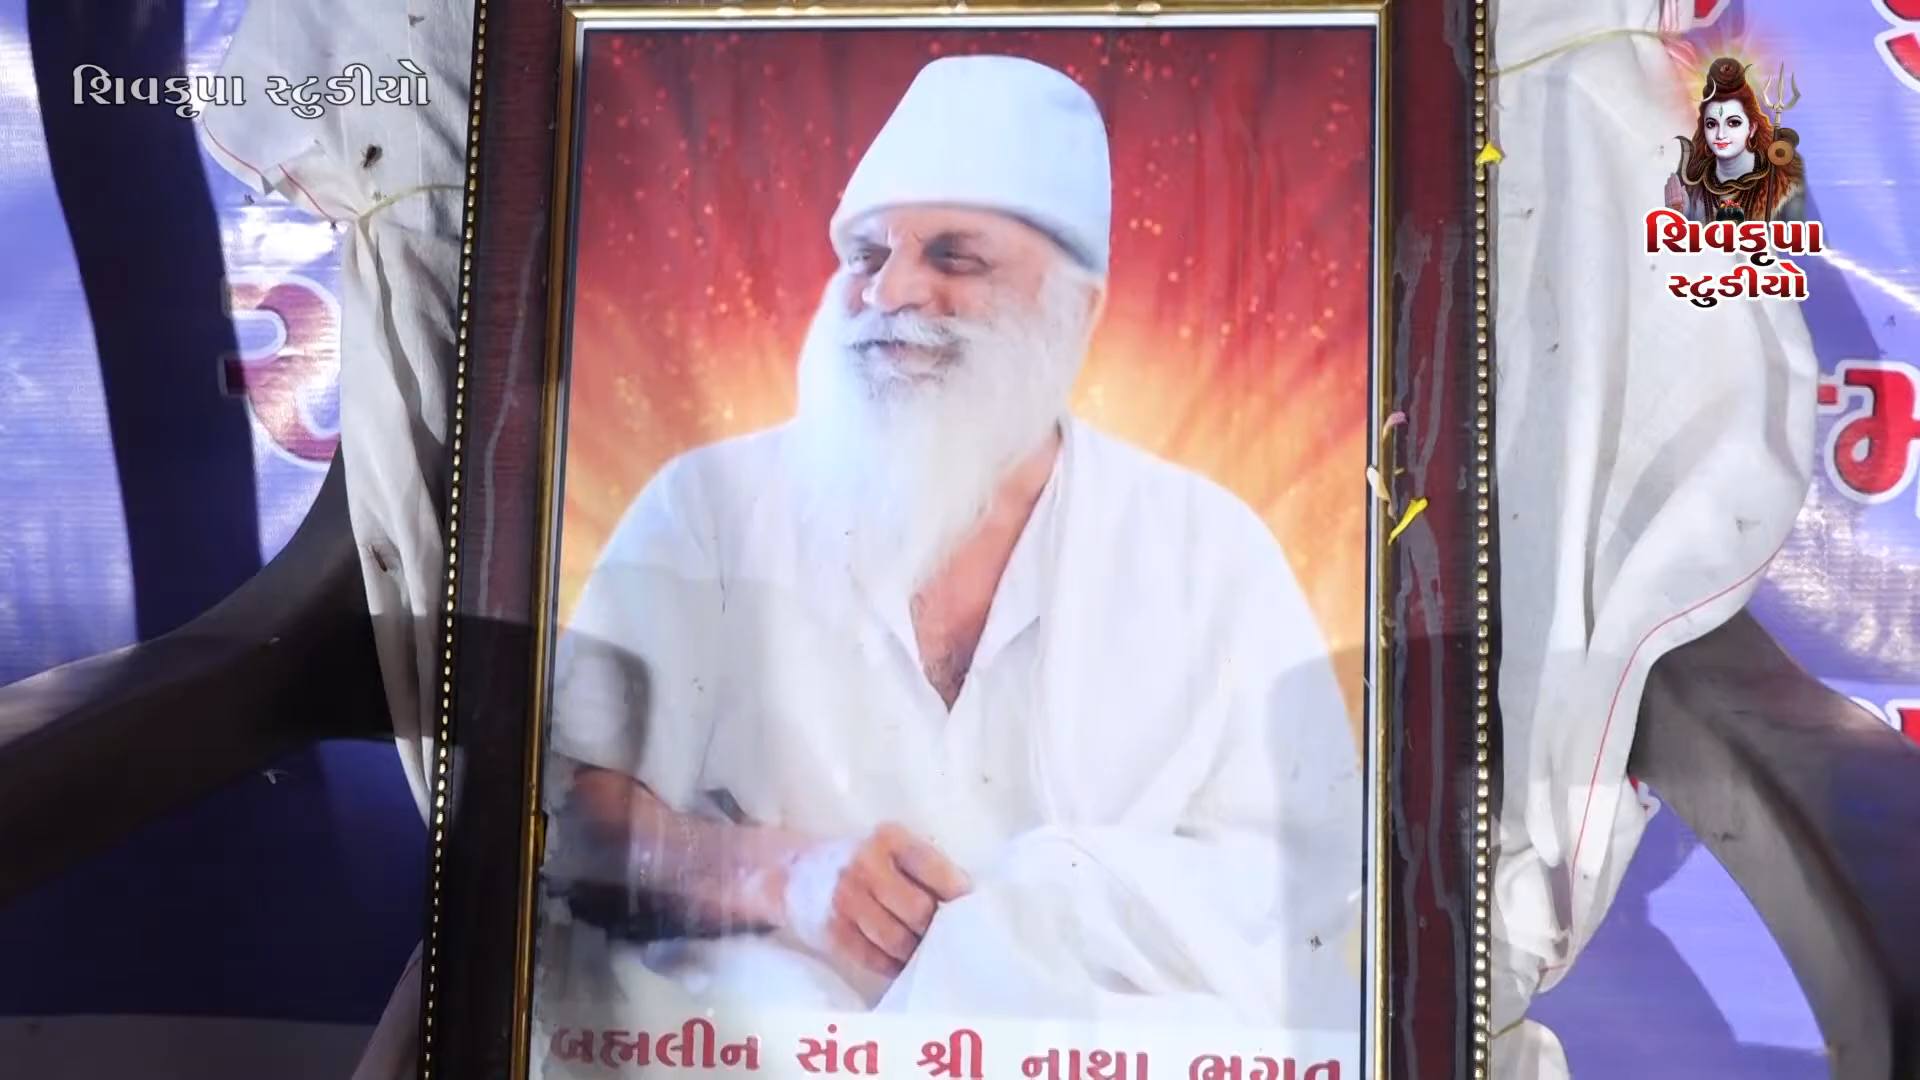 શિવકૃપા સ્ટુડીયો
શિવકૃપા
સ્ટુડીયો
બ્રહ્મલીન સંત શ્રી નાથા ભગત